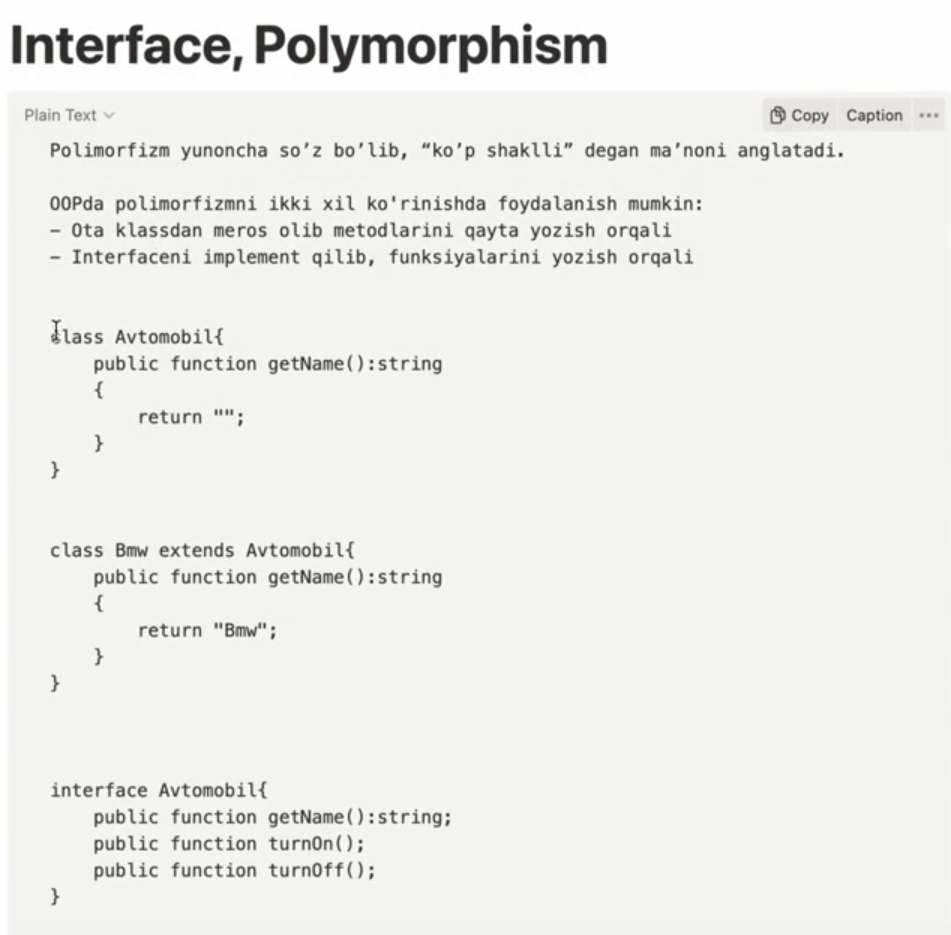 Interface, Polymorphism
Plain Text
Copy Caption
Polimorfizm yunoncha so’z bo’lib, “ko’p shaklli” degan ma’noni anglatadi.
OOPda polimorfizmni ikki xil ko'rinishda foydalanish mumkin:
– Ota klassdan meros olib metodlarini qayta yozish orqali
– Interfaceni implement qilib, funksiyalarini yozish orqali
class Avtomobil{
    public function getName():string
    {
        return "";
    }
}
class Bmw extends Avtomobil{
    public function getName():string
    {
        return "Bmw";
    }
}
interface Avtomobil{
    public function getName():string;
    public function turnOn();
    public function turnOff();
}